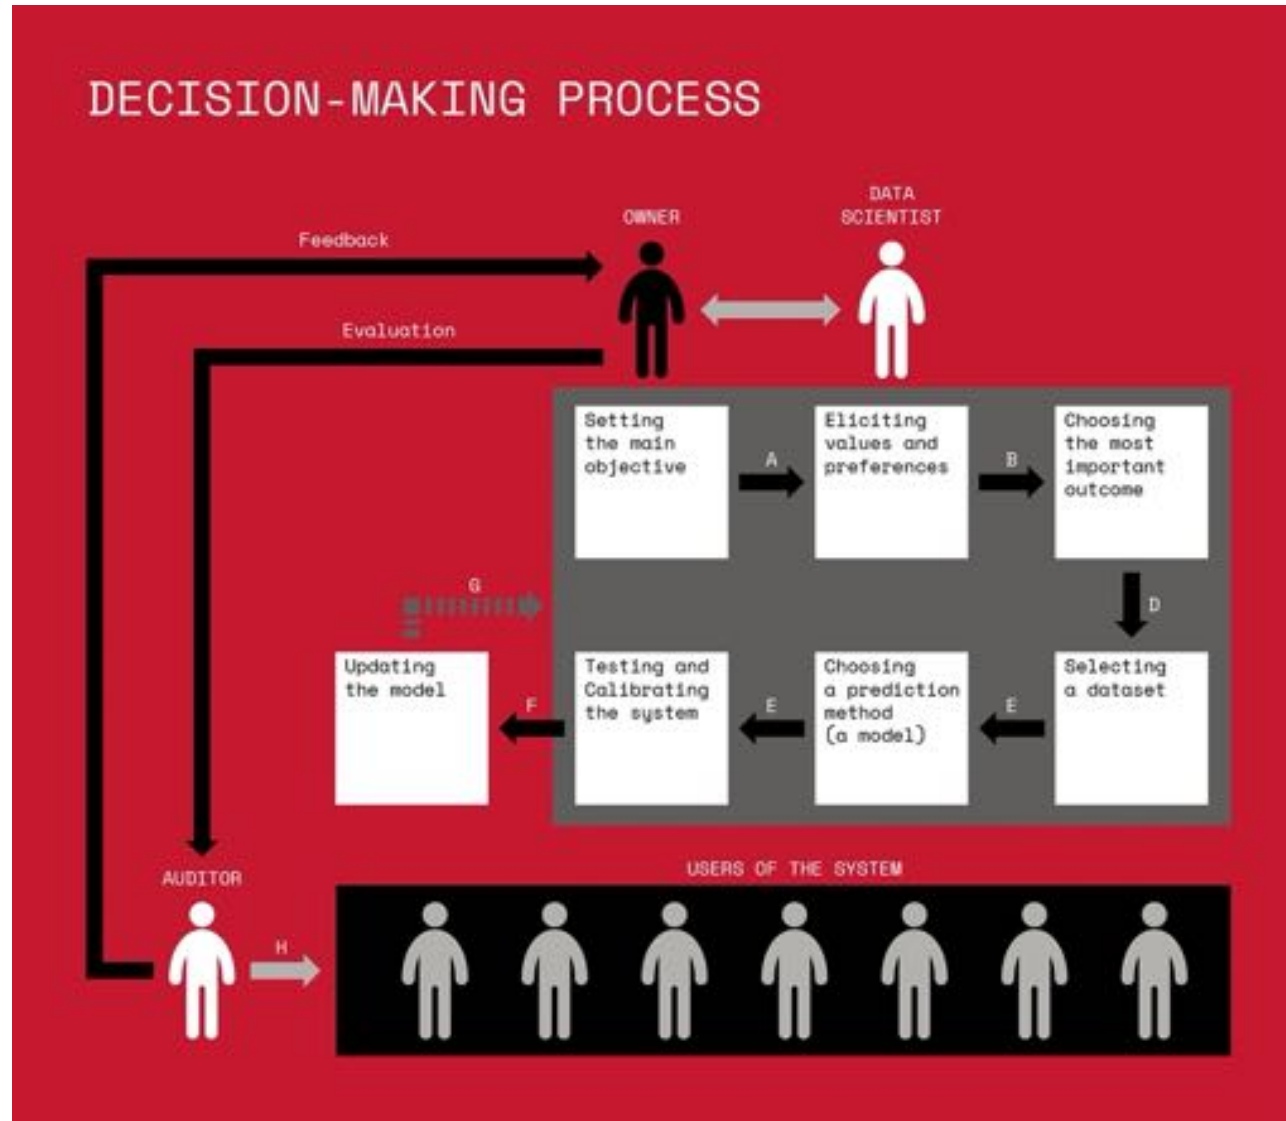 DECISION-MAKING PROCESS
DATA
SCIENTIST
OWNER
Feedback
Evaluation
Setting
the main
objective
A
Eliciting
values and
preferences
B
Choosing
the most
important
outcome
D
G
Updating
the model
F
Testing and
Calibrating
the system
E
Choosing
a prediction
method
(a model)
E
Selecting
a dataset
AUDITOR
H
USERS OF THE SYSTEM